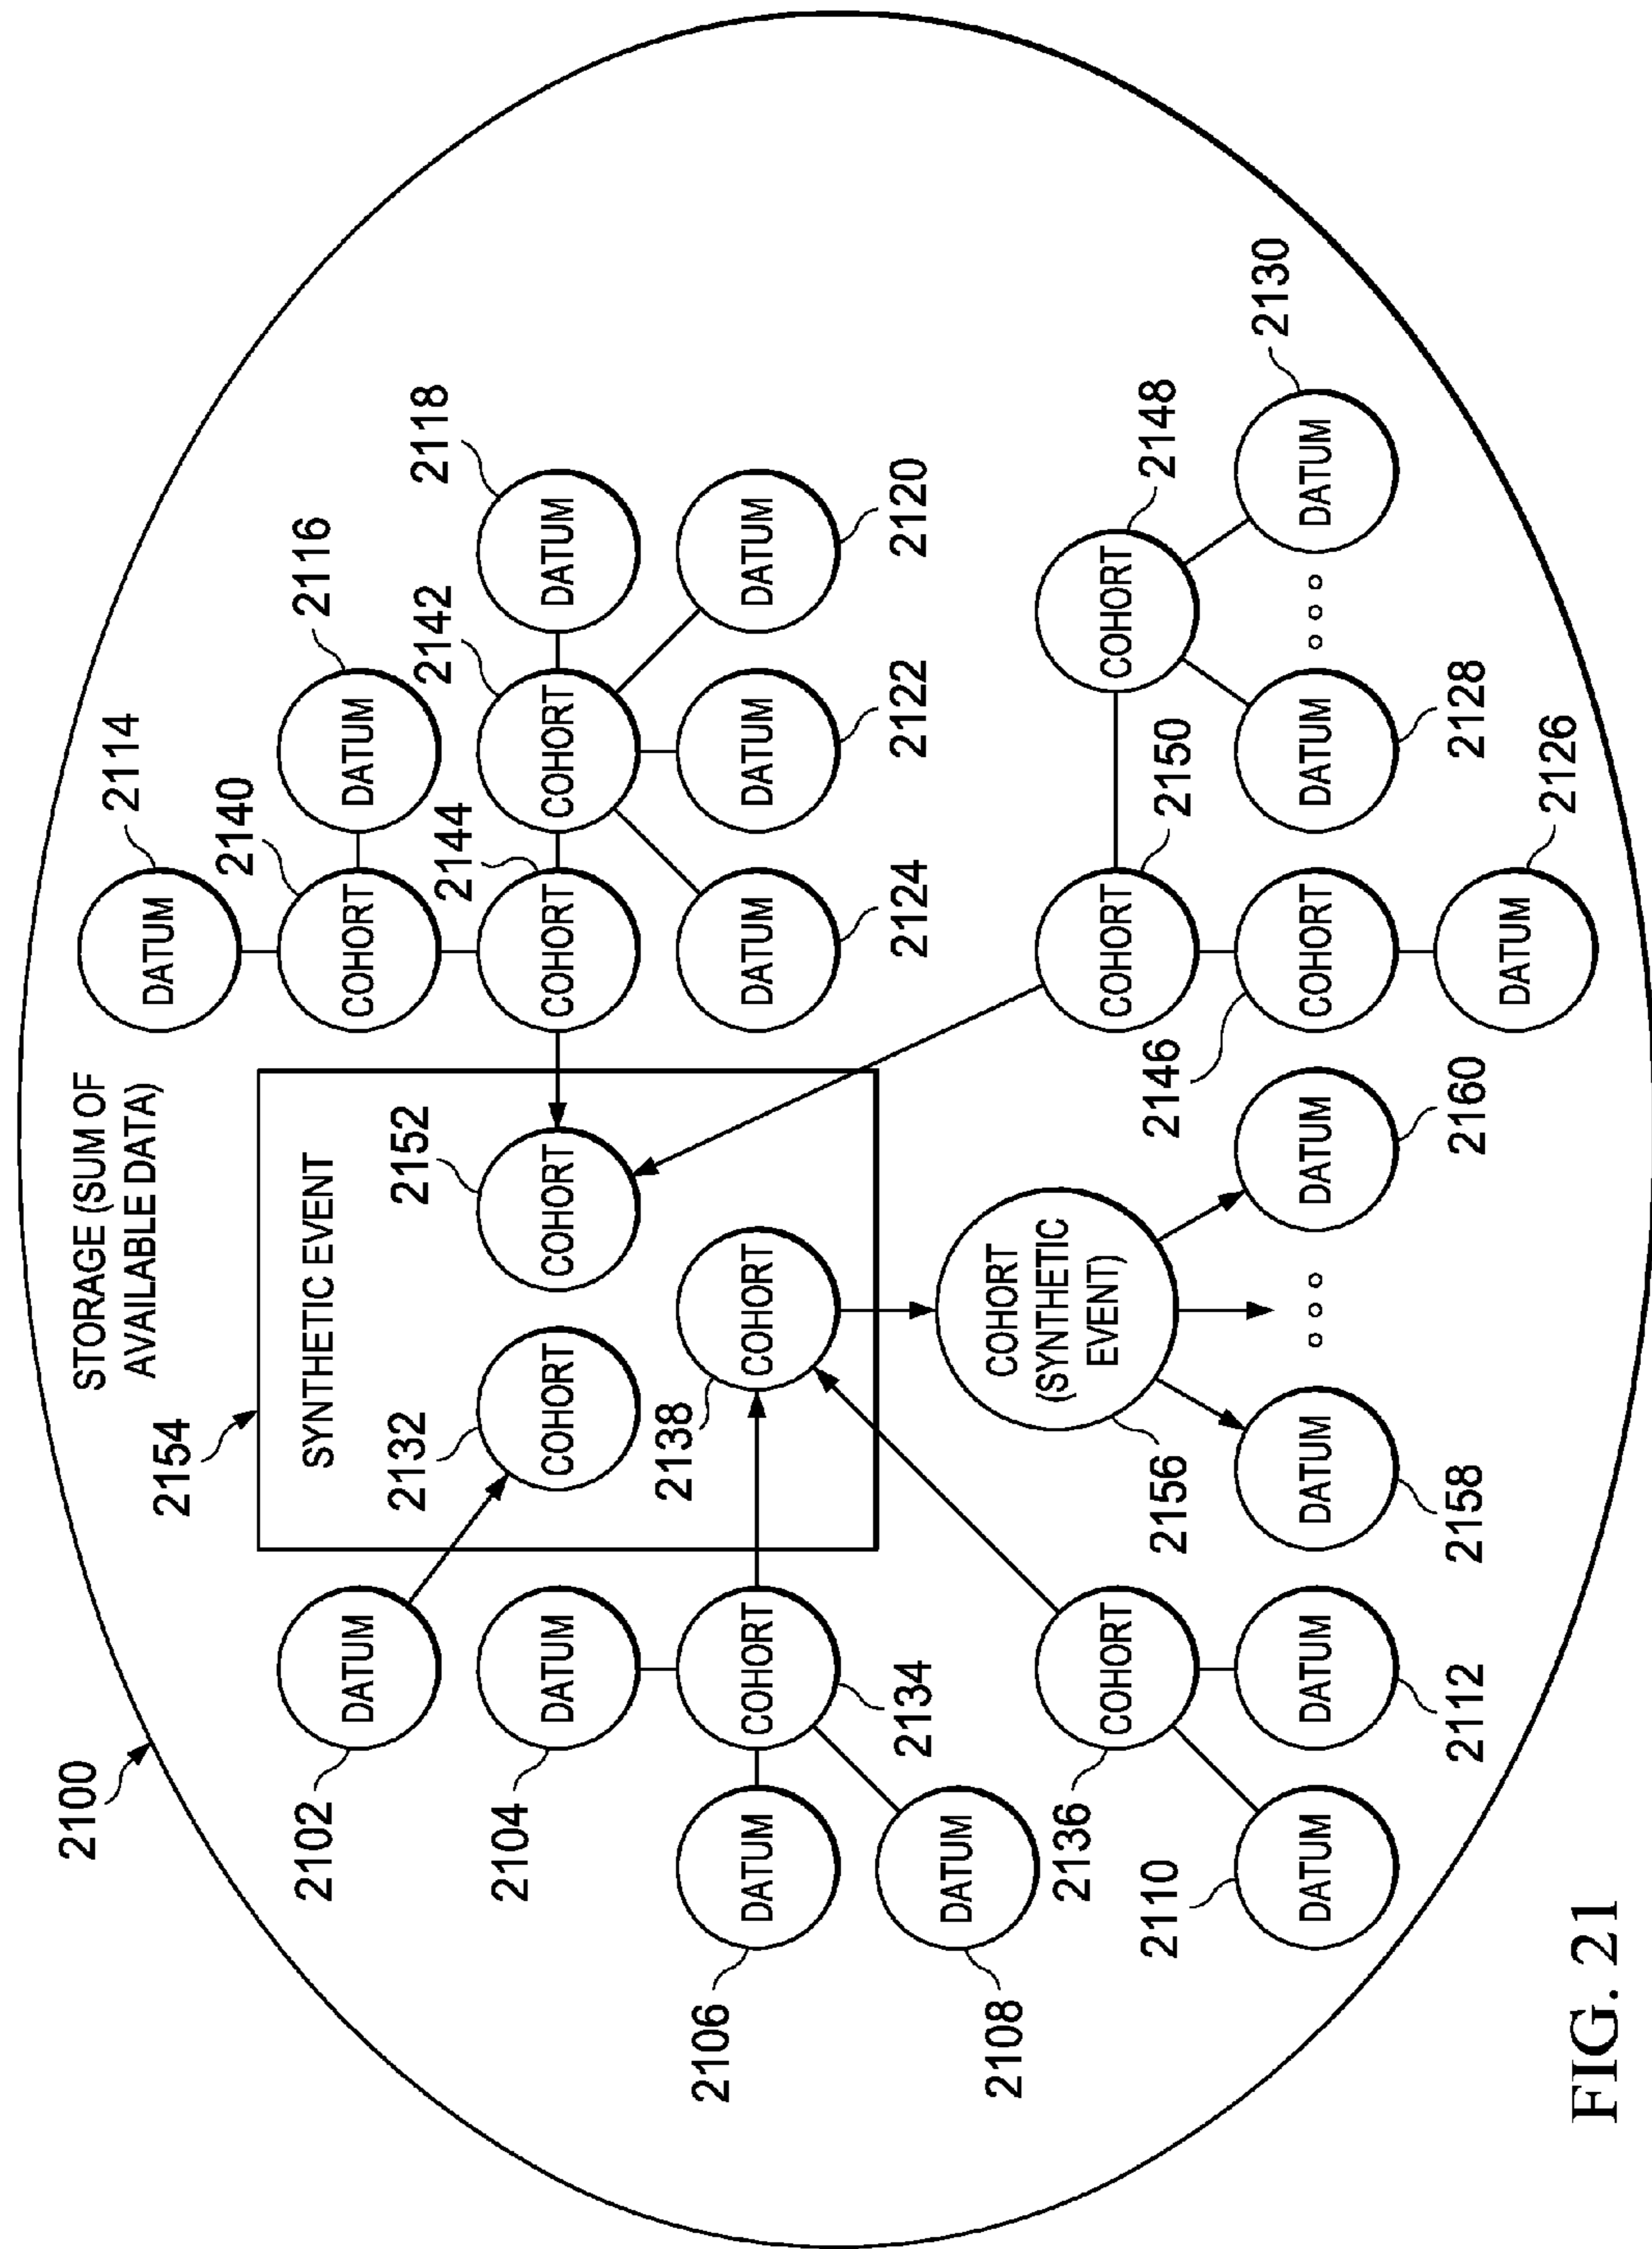 2100
2154
STORAGE (SUM OF
AVAILABLE DATA)
SYNTHETIC EVENT
2102
DATUM
2132
COHORT
2152
COHORT
2104
DATUM
2138
COHORT
2106
DATUM
COHORT
2134
2108
DATUM
2136
COHORT
2110
DATUM
DATUM
2112
2156
COHORT
(SYNTHETIC
EVENT)
DATUM
2158
DATUM
2160
2114
DATUM
2140
COHORT
DATUM
2116
2144
COHORT
2142
COHORT
DATUM
2118
DATUM
2124
DATUM
2122
DATUM
2120
COHORT
2150
COHORT
2148
2146
COHORT
DATUM
2128
DATUM
2130
DATUM
2126
FIG. 21